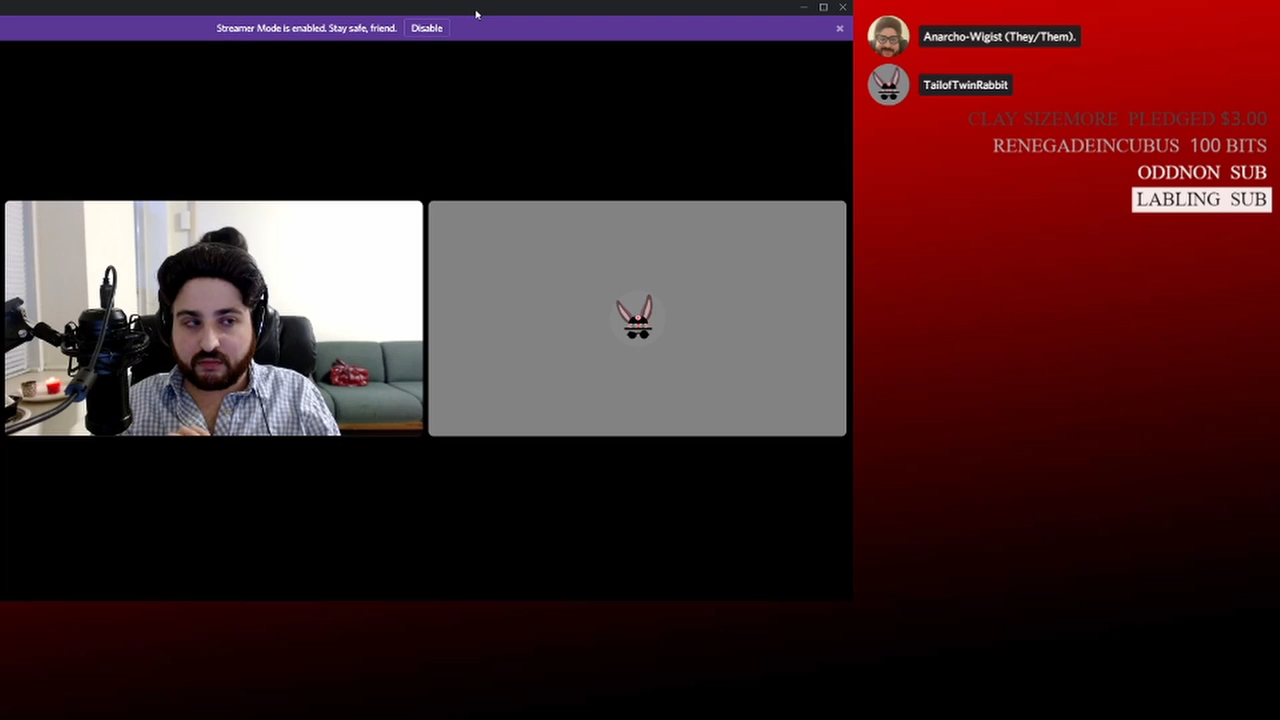 Streamer Mode is enabled. Stay safe, friend. Disable
Anarcho-Wigist (They/Them).
TailofTwinRabbit
CLAY SIZEMORE PLEDGED $3.00
RENEGADEINCUBUS 100 BITS
ODDNON SUB
LABLING SUB